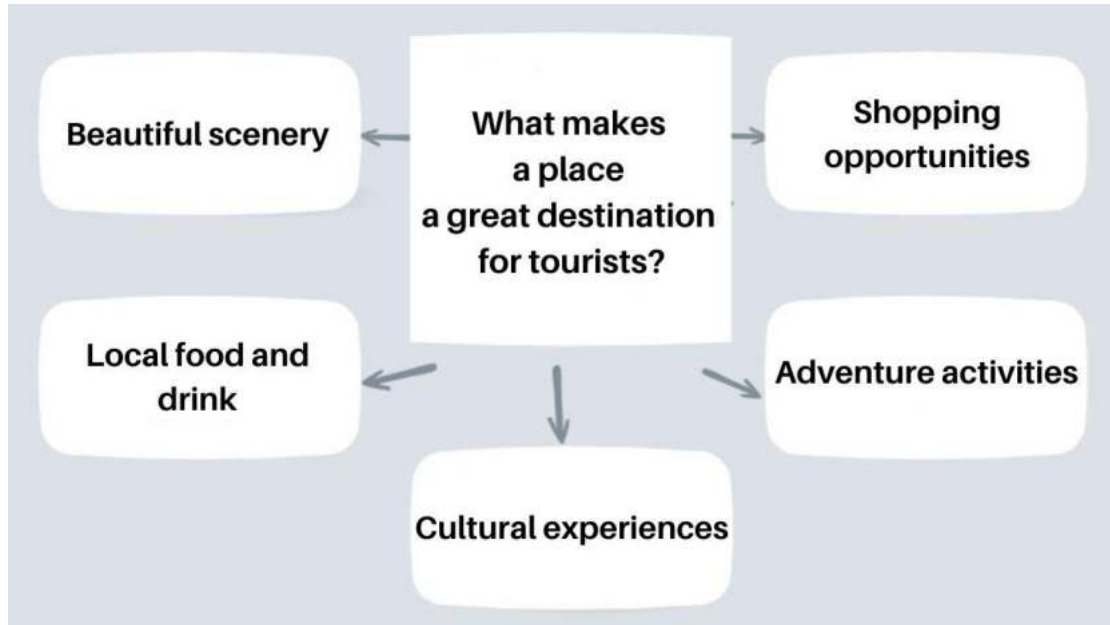 What makes
a place
a great destination
for tourists?
Beautiful scenery
Shopping
opportunities
Local food and
drink
Adventure activities
Cultural experiences